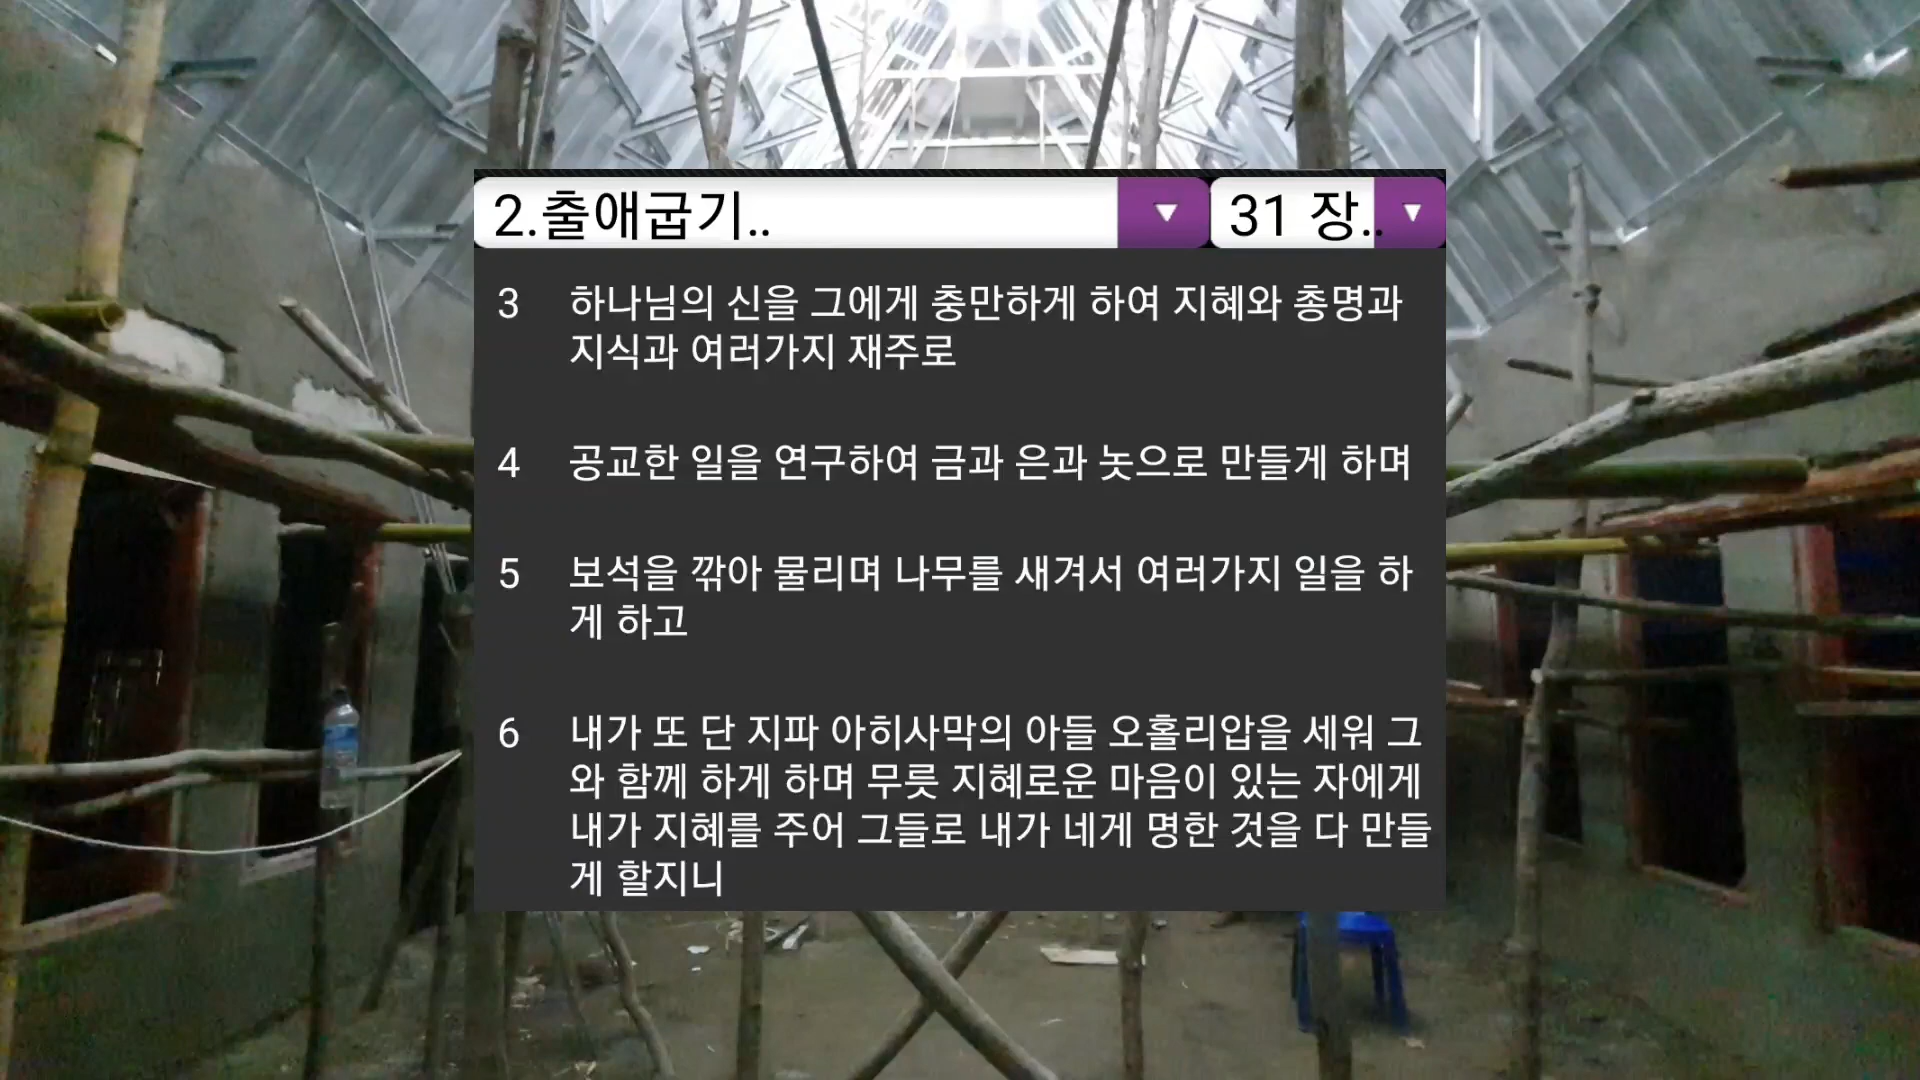 2.출애굽기..
31 장..
3 하나님의 신을 그에게 충만하게 하여 지혜와 총명과
지식과 여러가지 재주로
4 공교한 일을 연구하여 금과 은과 놋으로 만들게 하며
5 보석을 깎아 물리며 나무를 새겨서 여러가지 일을 하
게 하고
6 내가 또 단 지파 아히사막의 아들 오홀리압을 세워 그
와 함께 하게 하며 무릇 지혜로운 마음이 있는 자에게
내가 지혜를 주어 그들로 내가 네게 명한 것을 다 만들
게 할지니